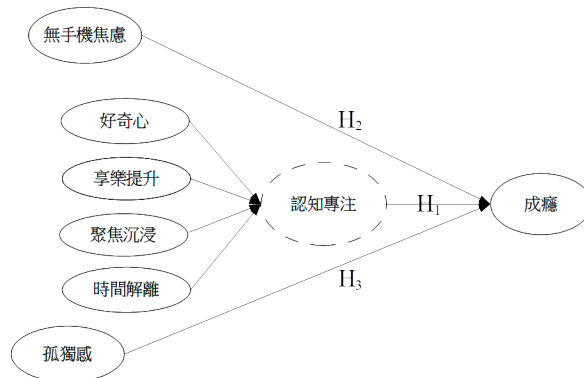 無手機焦慮
好奇心
H2
享樂提升
認知專注
H1
成癮
聚焦沉浸
時間解離
H3
孤獨感